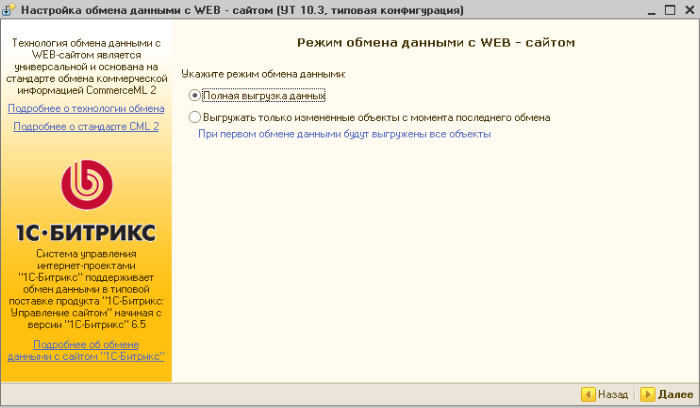 Настройка обмена данными с WEB - сайтом (УТ 10.3, типовая конфигурация)
Технология обмена данными с
WEB-сайтом является
универсальной и основана на
стандарте обмена коммерческой
информацией CommerceML 2
Подробнее о технологии обмена
Подробнее о стандарте CML 2
1С·БИТРИКС
Система управления
интернет-проектами
"1С-Битрикс" поддерживает
обмен данными в типовой
поставке продукта "1С-Битрикс:
Управление сайтом" начиная с
версии "1С-Битрикс" 6.5
Подробнее об обмене
данными с сайтом "1С-Битрикс"
Режим обмена данными с WEB - сайтом
Укажите режим обмена данными:
Полная выгрузка данных
Выгружать только измененные объекты с момента последнего обмена
При первом обмене данными будут выгружены все объекты
Назад
Далее